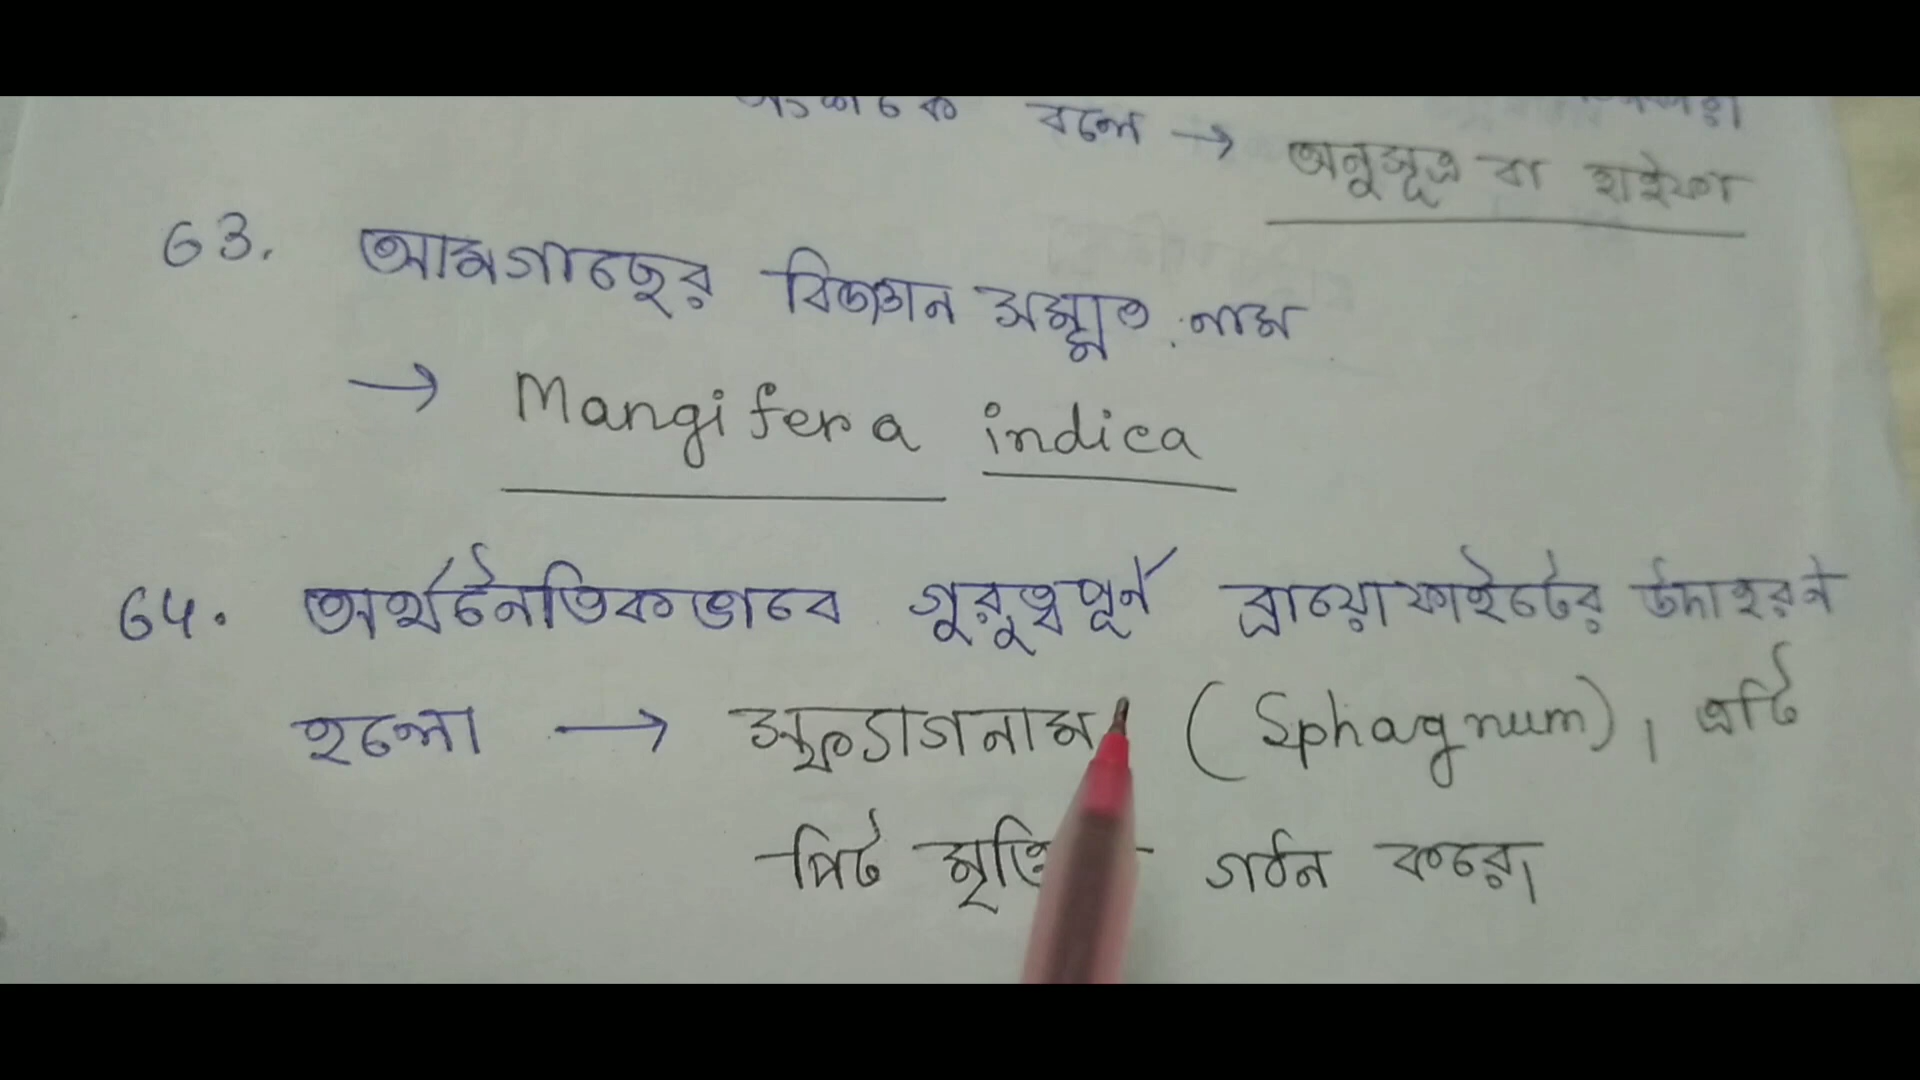 বলে → অনুসূত্র বা হাইফা
63. আমগাছের বিজ্ঞান সম্মত নাম
→ Mangifera indica
64. অর্থনৈতিকভাবে গুরুত্বপূর্ন ব্রায়োফাইটের উদাহরন
হলো → স্ফ্যাগনাম (Sphagnum), এটি
পিট গঠন করে।